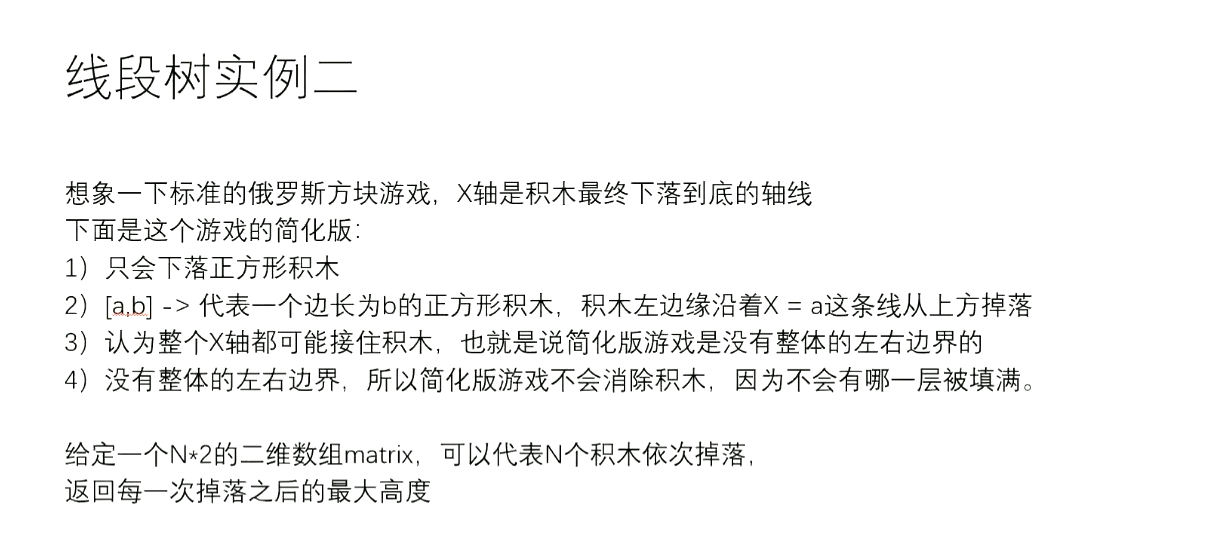 线段树实例二
想象一下标准的俄罗斯方块游戏，X轴是积木最终下落到底的轴线
下面是这个游戏的简化版：
1）只会下落正方形积木
2）[a,b] -> 代表一个边长为b的正方形积木，积木左边缘沿着X = a这条线从上方掉落
3）认为整个X轴都可能接住积木，也就是说简化版游戏是没有整体的左右边界的
4）没有整体的左右边界，所以简化版游戏不会消除积木，因为不会有哪一层被填满。
给定一个N*2的二维数组matrix，可以代表N个积木依次掉落，
返回每一次掉落之后的最大高度